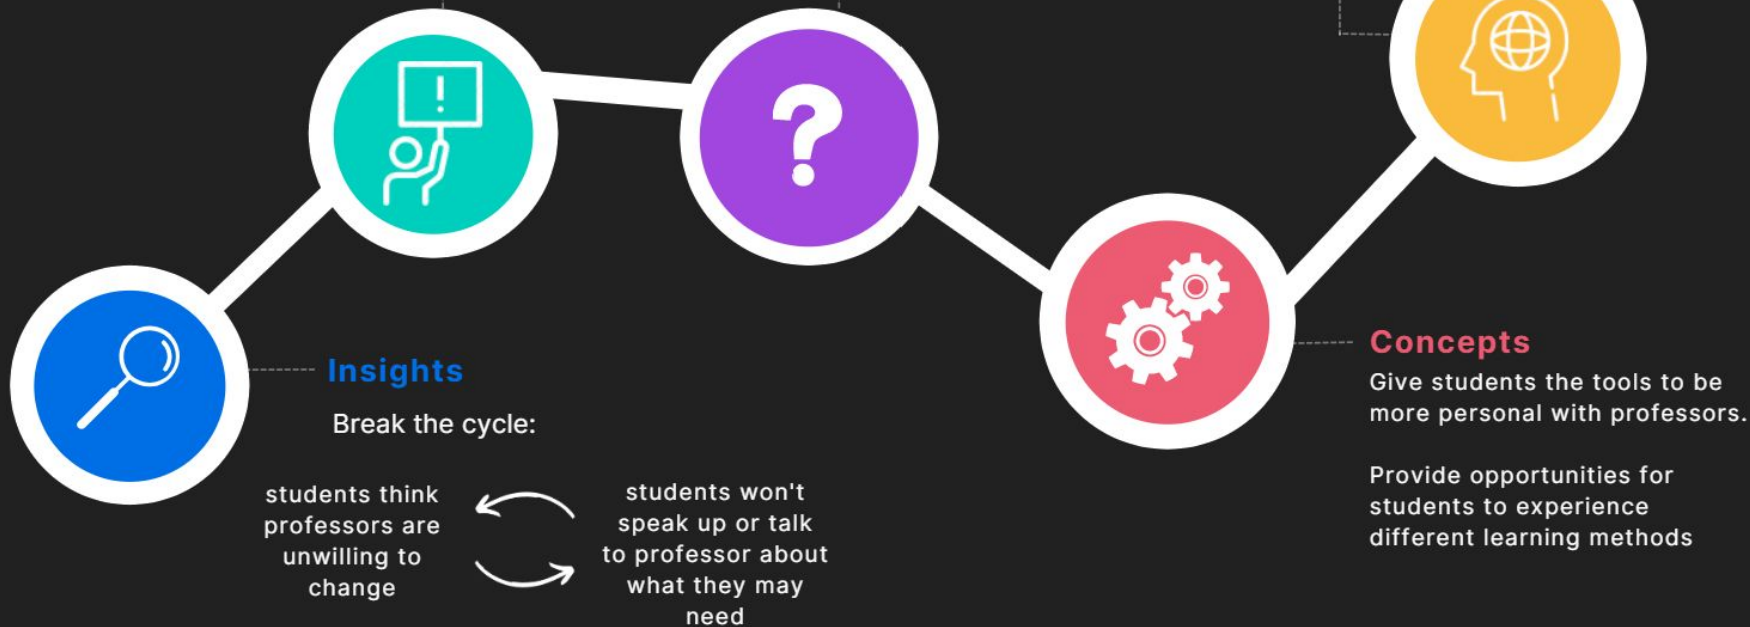 !
?
Insights
Break the cycle:
students think
professors are
unwilling to
change
students won't
speak up or talk
to professor about
what they may
need
Concepts
Give students the tools to be
more personal with professors.
Provide opportunities for
students to experience
different learning methods